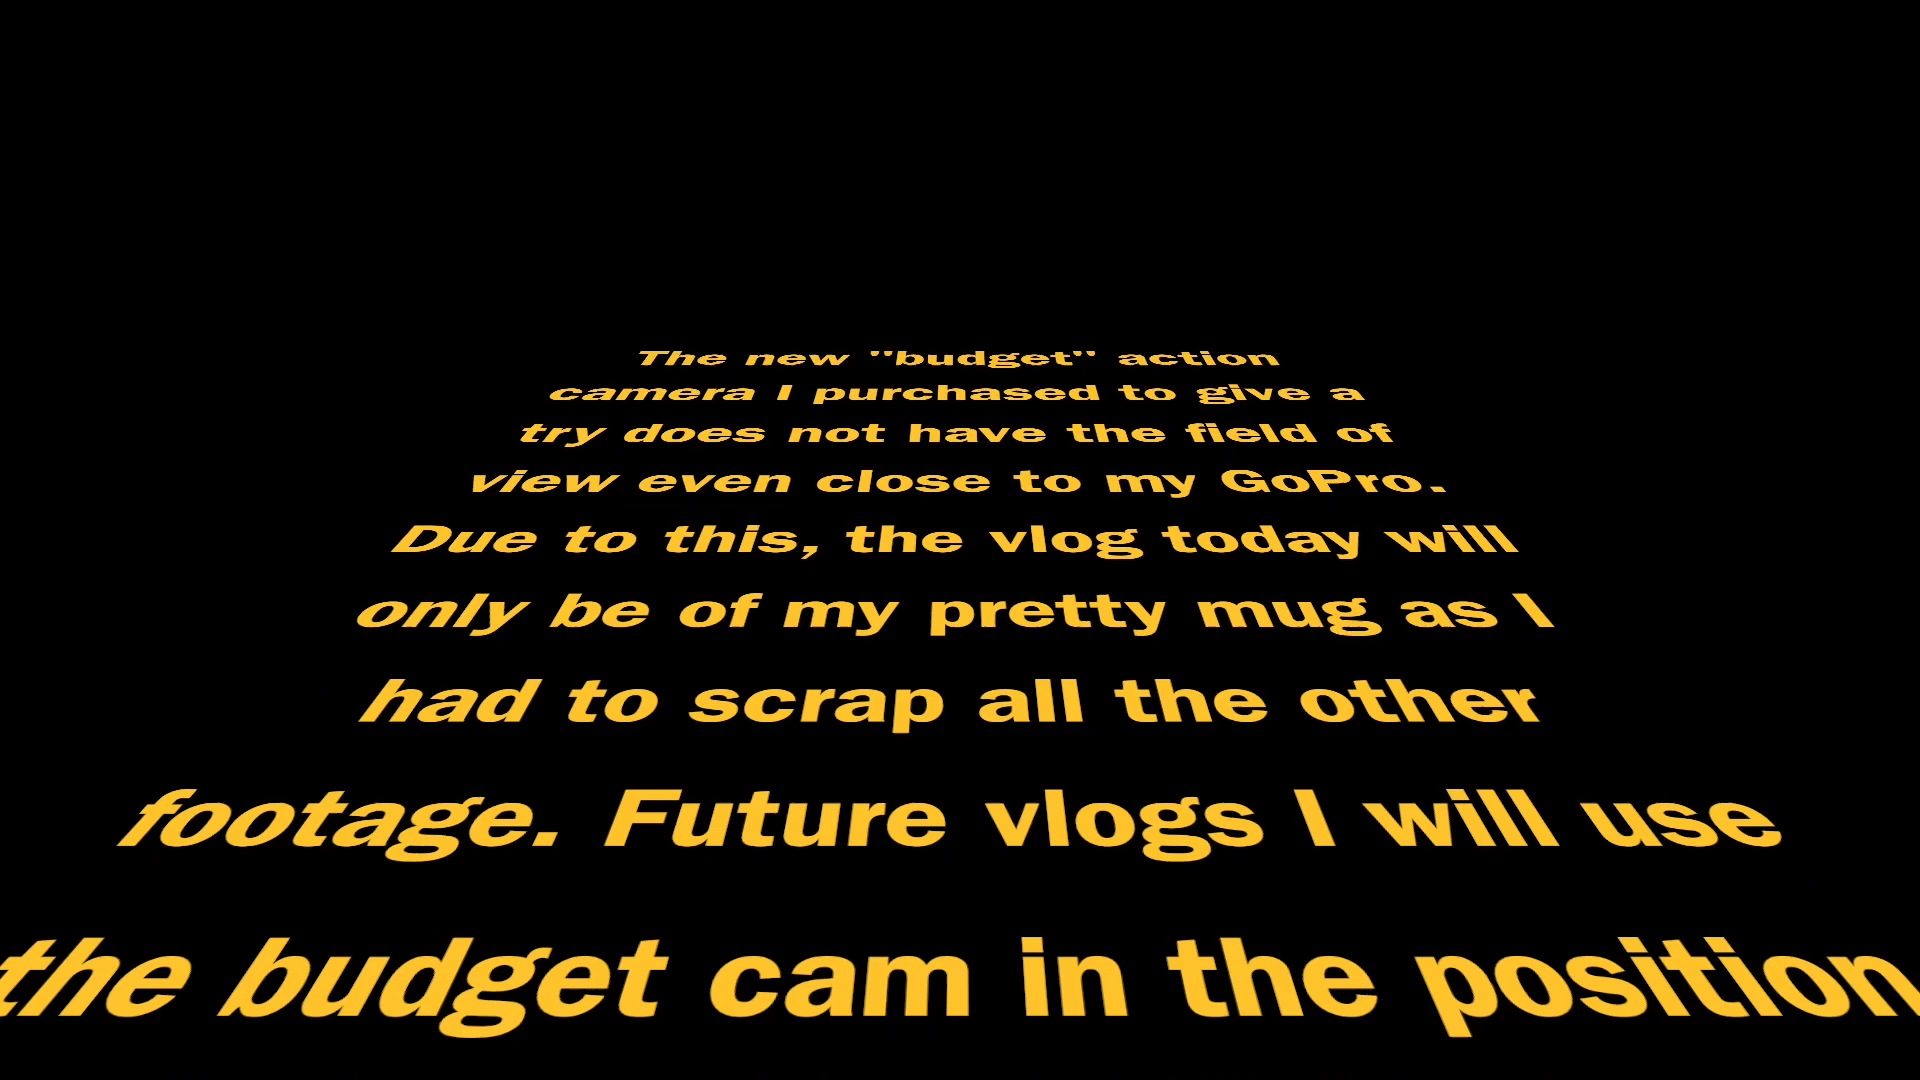 The new "budget" action
camera I purchased to give a
try does not have the field of
view even close to my GoPro.
Due to this, the vlog today will
only be of my pretty mug as I
had to scrap all the other
footage. Future vlogs I will use
the budget cam in the position